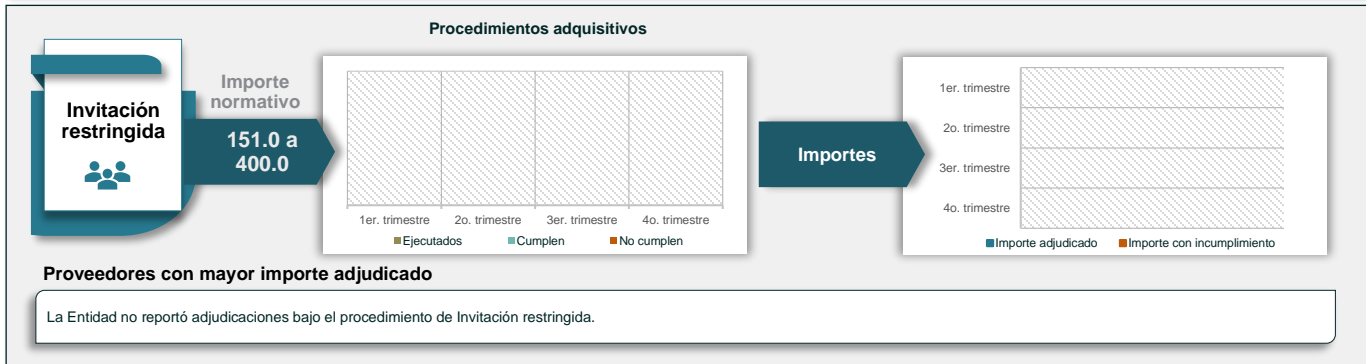 Procedimientos adquisitivos
Invitación
restringida
Importe
normativo
151.0 a
400.0
1er. trimestre
2o. trimestre
3er. trimestre
4o. trimestre
Ejecutados
Cumplen
No cumplen
Importes
1er. trimestre
2o. trimestre
3er. trimestre
4o. trimestre
Importe adjudicado
Importe con incumplimiento
Proveedores con mayor importe adjudicado
La Entidad no reportó adjudicaciones bajo el procedimiento de Invitación restringida.